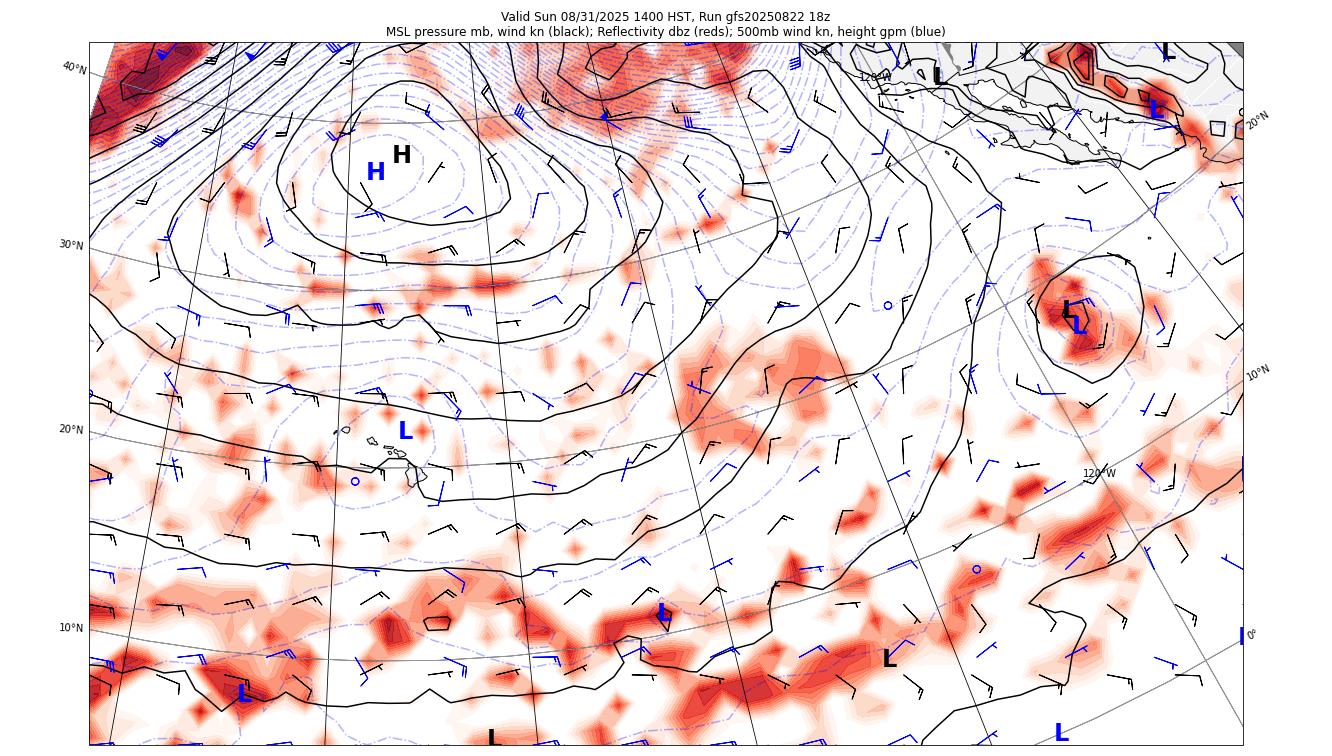 Valid Sun 08/31/2025 1400 HST, Run gfs20250822 18z
MSL pressure mb, wind kn (black); Reflectivity dbz (reds); 500mb wind kn, height gpm (blue)
40°N
120°W
L
L
L
20°N
H
H
30°N
L
L
10°N
20°N
L
120°W
10°N
L
0°
L
L
L
L